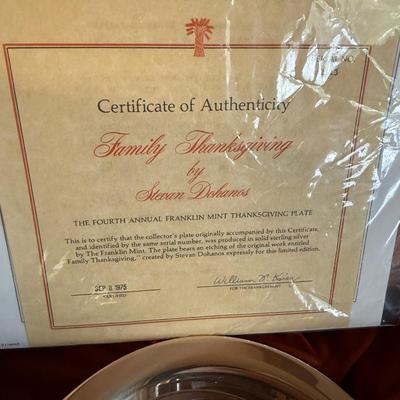 Certificate of Authenticity
Family Thanksgiving
by
Stevan Dohanos
THE FOURTH ANNUAL FRANKLIN MINT THANKSGIVING PLATE
This is to certify that the collector's plate originally accompanied by this Certificate,
and identified by the same serial number, was produced in solid sterling silver
by The Franklin Mint. The plate bears an etching of the original work entitled
Family Thanksgiving," created by Stevan Dohanos expressly for this limited edition.
SEP 8 1975
CERTIFIED
FOR THE FRANKLIN MINT